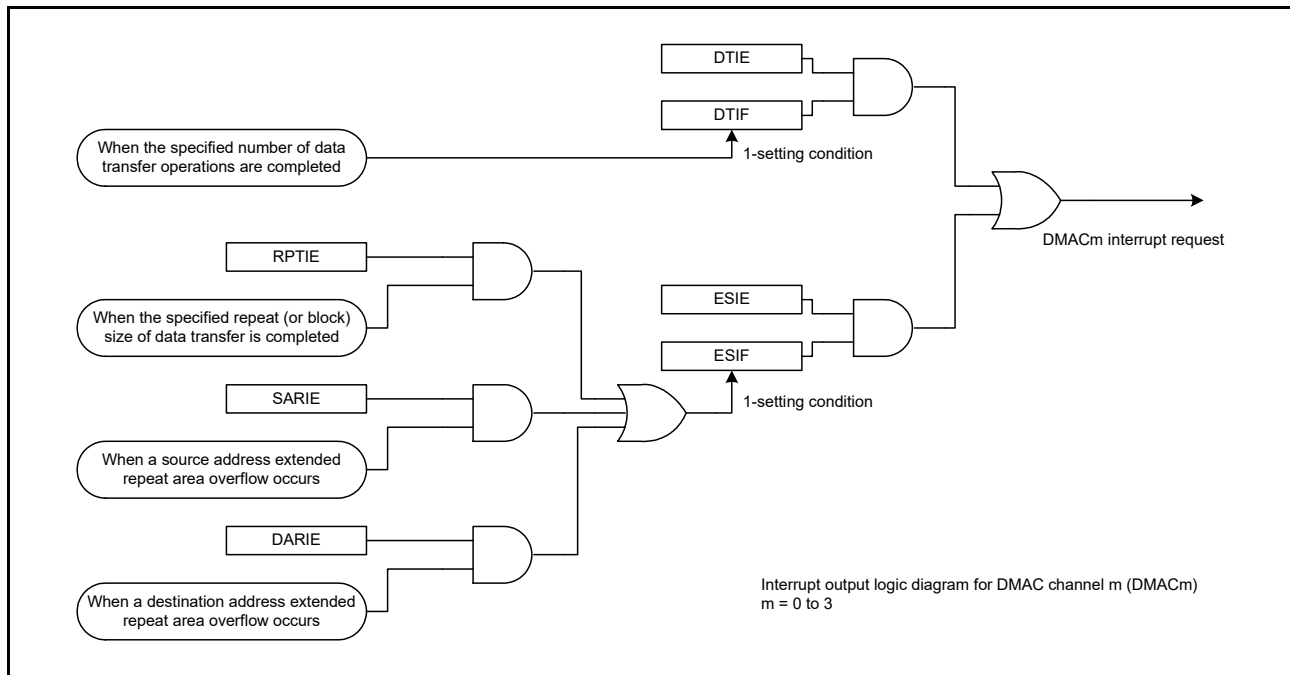 DTIE
DTIF
When the specified number of data
transfer operations are completed
1-setting condition
DMACm interrupt request
RPTIE
When the specified repeat (or block)
size of data transfer is completed
ESIE
ESIF
1-setting condition
SARIE
When a source address extended
repeat area overflow occurs
DARIE
When a destination address extended
repeat area overflow occurs
Interrupt output logic diagram for DMAC channel m (DMACm)
m = 0 to 3